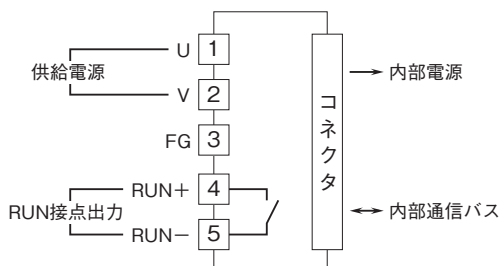 供給電源
U 1
V 2
FG 3
RUN接点出力
RUN+ 4
RUN− 5
コネクタ
内部電源
内部通信バス